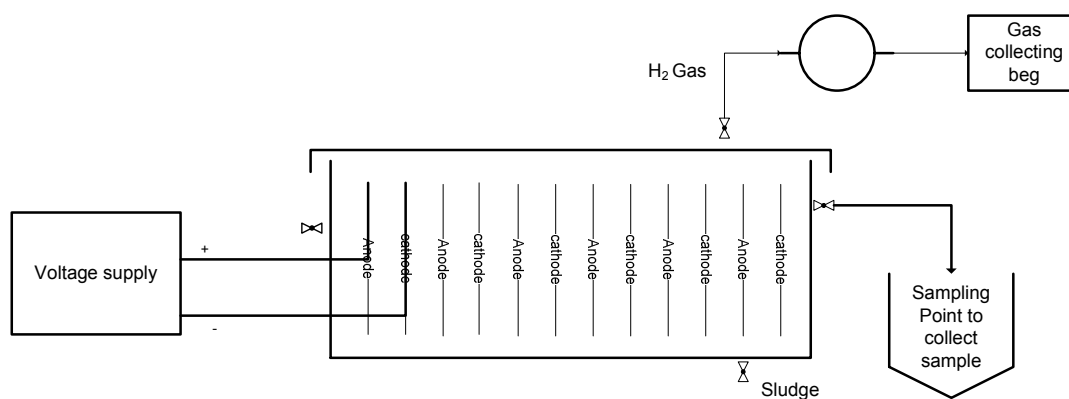 Gas
collecting
beg
H₂ Gas
Voltage supply
+
-
Anode
cathode
Anode
cathode
Anode
cathode
Anode
cathode
Anode
cathode
Anode
cathode
Sampling
Point to
collect
sample
Sludge